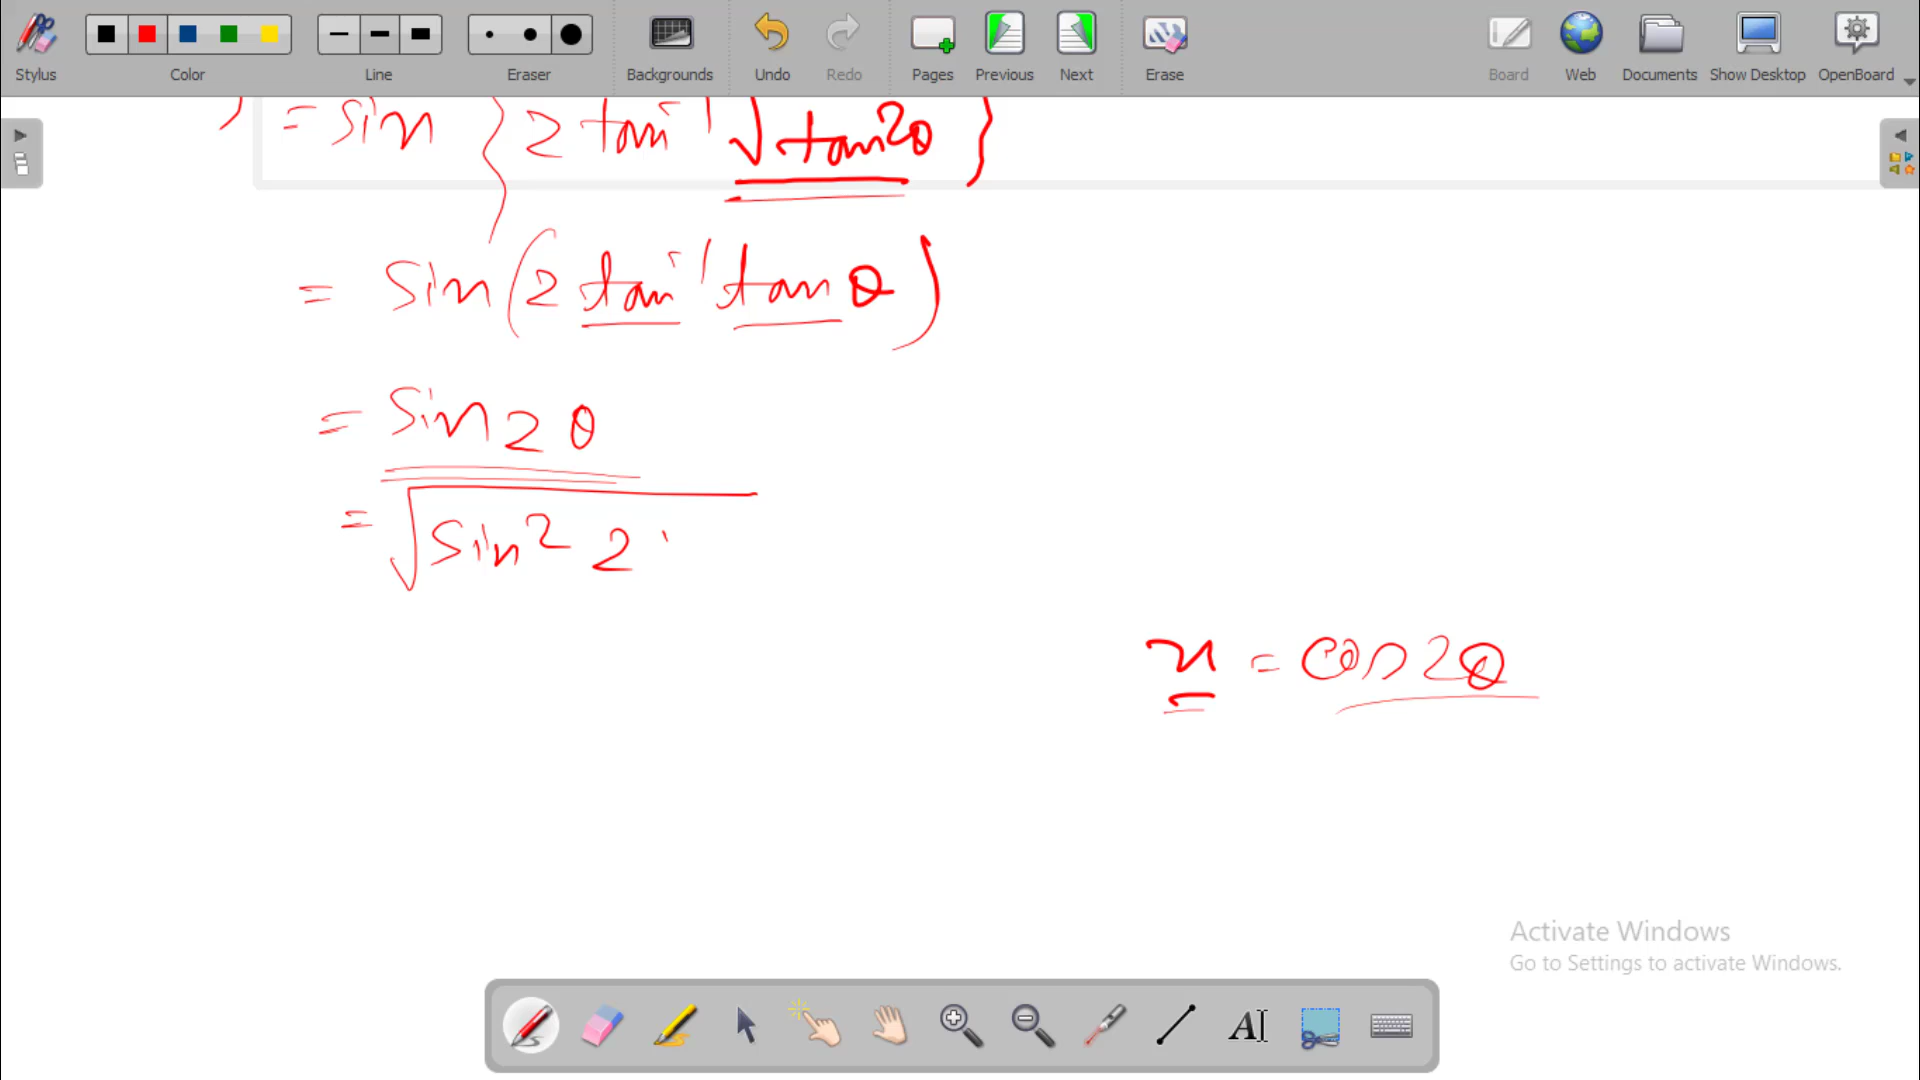 Stylus Color Line Eraser Backgrounds Undo Redo Pages Previous Next Erase Board Web Documents Show Desktop OpenBoard
y = sin { 2 tan⁻¹ √tan²θ }
= sin (2 tan⁻¹ tan θ)
= sin 2θ
= √sin² 2
x = cos 2θ
Activate Windows
Go to Settings to activate Windows.